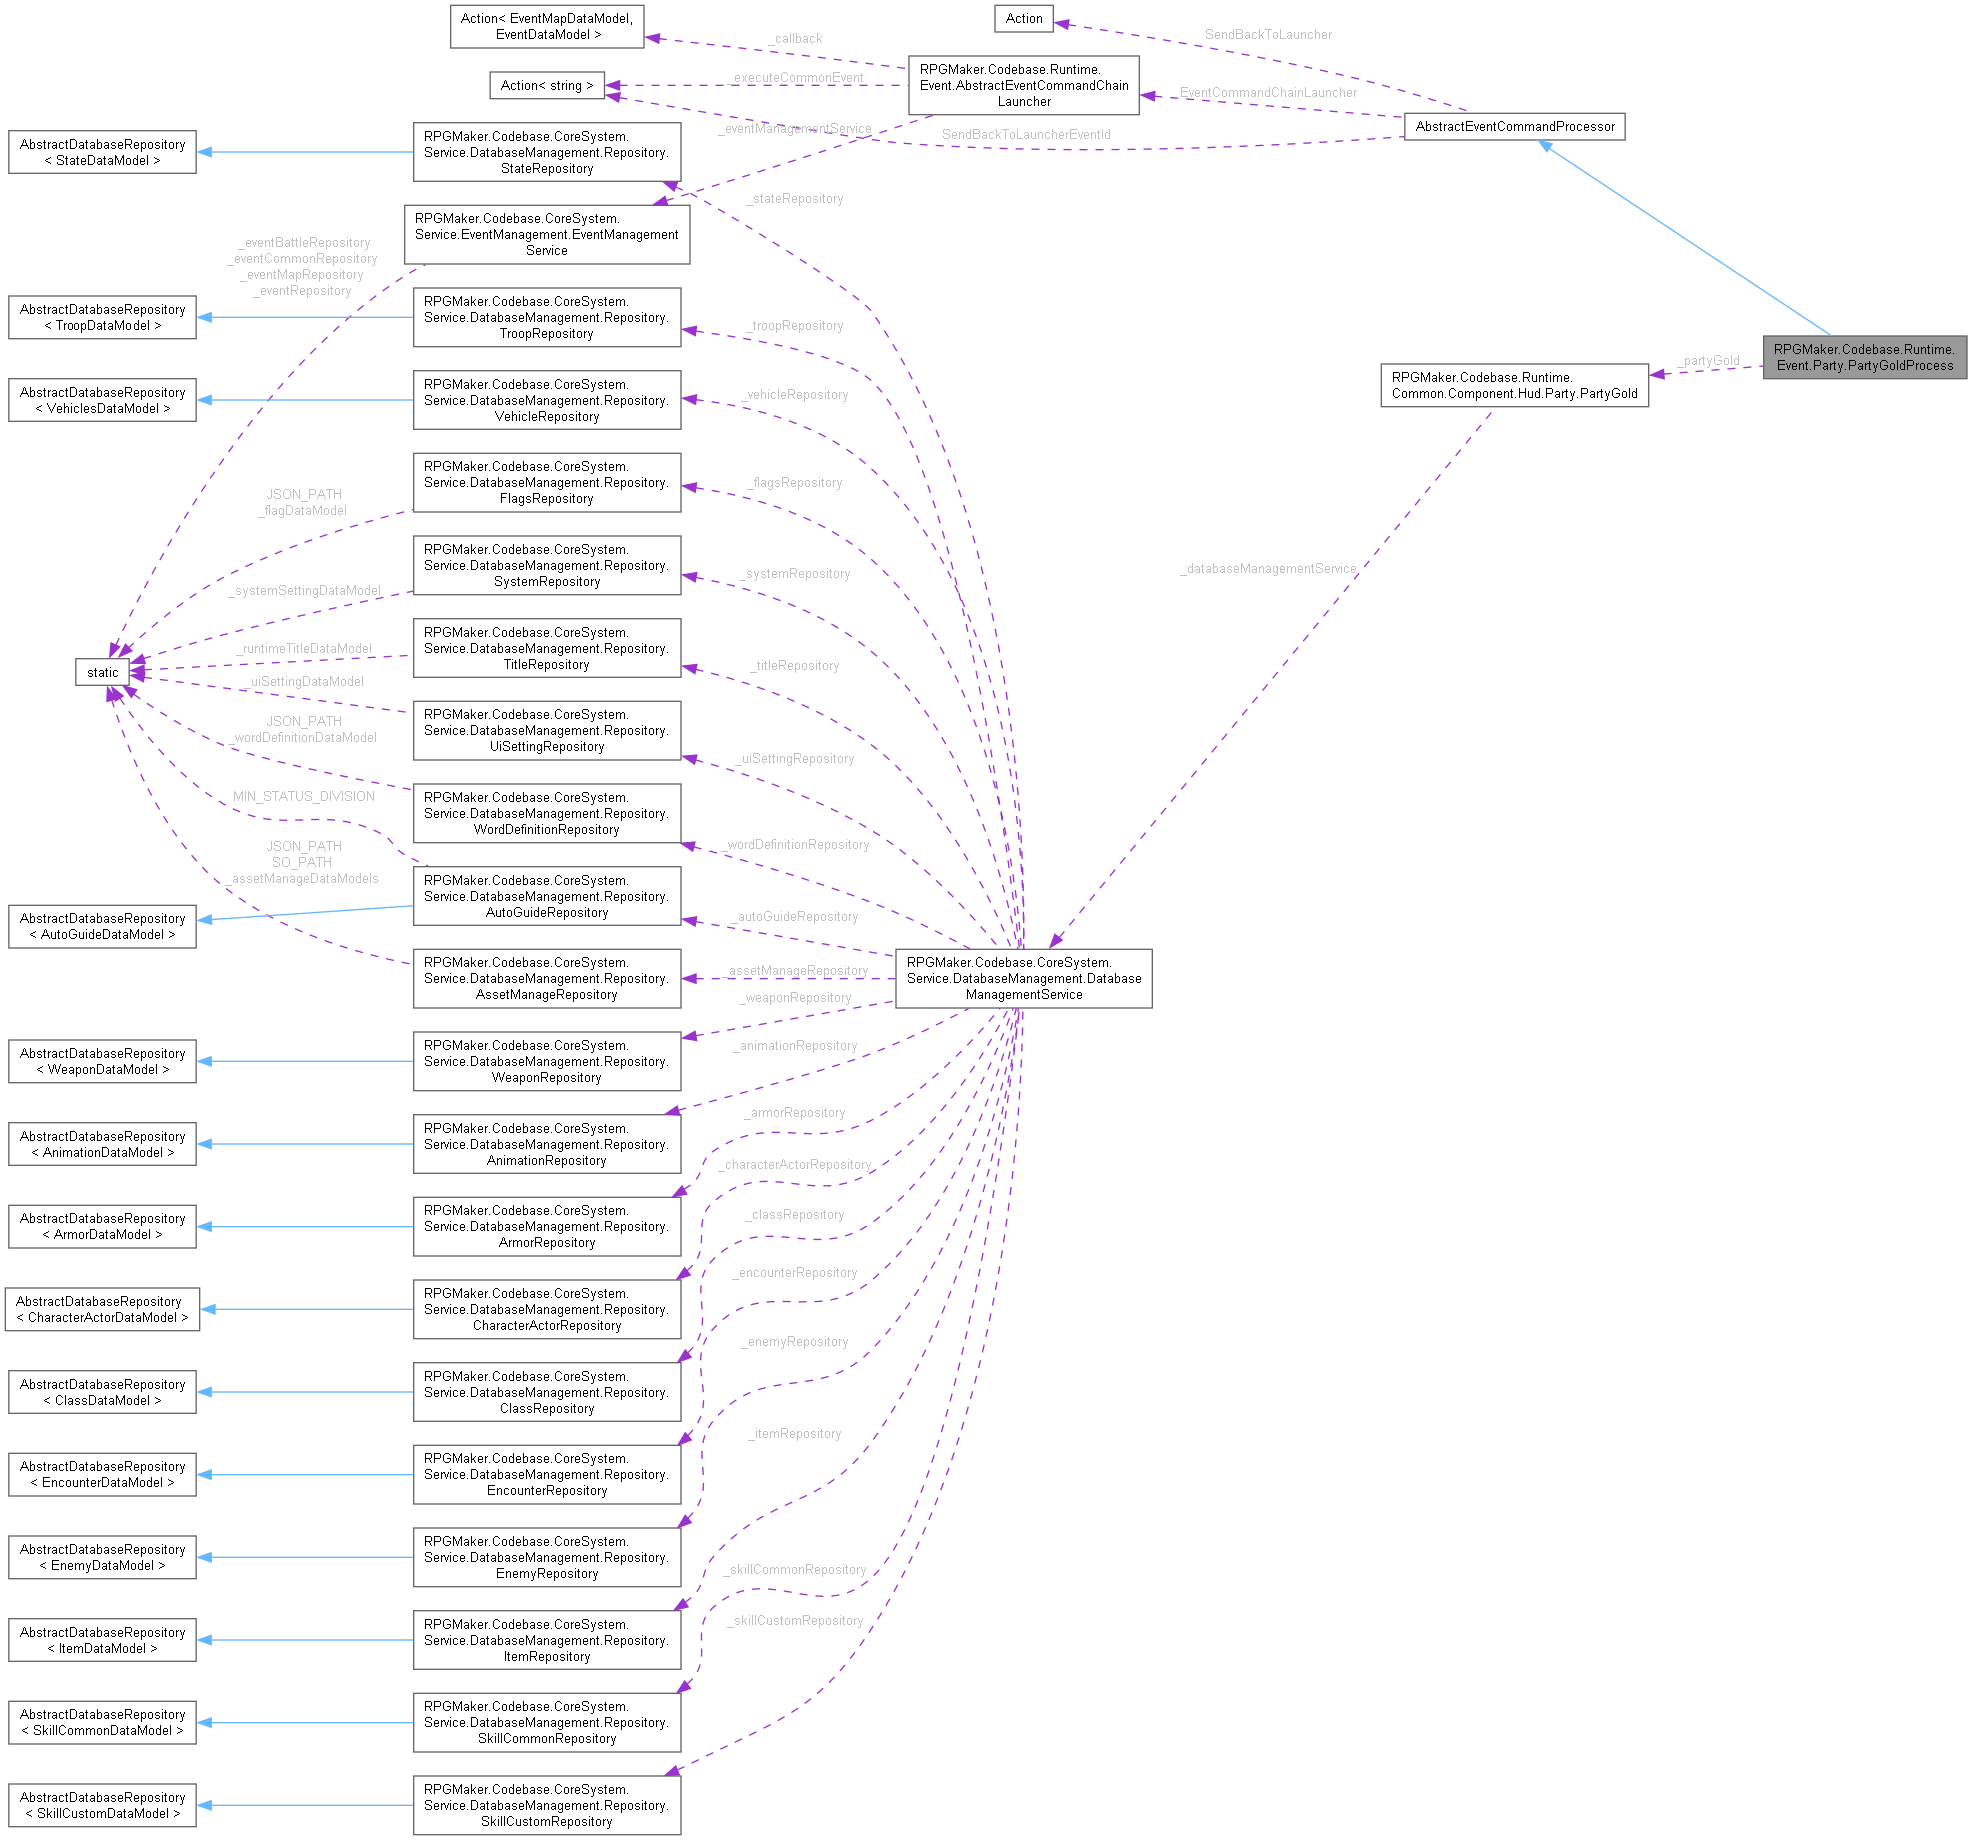 Action< EventMapDataModel,
EventDataModel >
Action
SendBackToLauncher
_callback
RPGMaker.Codebase.Runtime.
Event.AbstractEventCommandChain
Launcher
Action< string >
_executeCommonEvent
EventCommandChainLauncher
AbstractEventCommandProcessor
_eventManagementService
SendBackToLauncherEventId
AbstractDatabaseRepository
< StateDataModel >
RPGMaker.Codebase.CoreSystem.
Service.DatabaseManagement.Repository.
StateRepository
_stateRepository
RPGMaker.Codebase.CoreSystem.
Service.EventManagement.EventManagement
Service
_eventBattleRepository
_eventCommonRepository
_eventMapRepository
_eventRepository
AbstractDatabaseRepository
< TroopDataModel >
RPGMaker.Codebase.CoreSystem.
Service.DatabaseManagement.Repository.
TroopRepository
_troopRepository
RPGMaker.Codebase.Runtime.
Event.Party.PartyGoldProcess
_partyGold
RPGMaker.Codebase.Runtime.
Common.Component.Hud.Party.PartyGold
AbstractDatabaseRepository
< VehiclesDataModel >
RPGMaker.Codebase.CoreSystem.
Service.DatabaseManagement.Repository.
VehicleRepository
_vehicleRepository
RPGMaker.Codebase.CoreSystem.
Service.DatabaseManagement.Repository.
FlagsRepository
_flagsRepository
JSON_PATH
_flagDataModel
RPGMaker.Codebase.CoreSystem.
Service.DatabaseManagement.Repository.
SystemRepository
_systemRepository
_databaseManagementService
_systemSettingDataModel
RPGMaker.Codebase.CoreSystem.
Service.DatabaseManagement.Repository.
TitleRepository
_titleRepository
_runtimeTitleDataModel
static
_uiSettingDataModel
RPGMaker.Codebase.CoreSystem.
Service.DatabaseManagement.Repository.
UiSettingRepository
_uiSettingRepository
JSON_PATH
_wordDefinitionDataModel
RPGMaker.Codebase.CoreSystem.
Service.DatabaseManagement.Repository.
WordDefinitionRepository
_wordDefinitionRepository
MIN_STATUS_DIVISION
JSON_PATH
SO_PATH
_assetManageDataModels
RPGMaker.Codebase.CoreSystem.
Service.DatabaseManagement.Repository.
AutoGuideRepository
_autoGuideRepository
AbstractDatabaseRepository
< AutoGuideDataModel >
RPGMaker.Codebase.CoreSystem.
Service.DatabaseManagement.Repository.
AssetManageRepository
_assetManageRepository
RPGMaker.Codebase.CoreSystem.
Service.DatabaseManagement.Database
ManagementService
_weaponRepository
AbstractDatabaseRepository
< WeaponDataModel >
RPGMaker.Codebase.CoreSystem.
Service.DatabaseManagement.Repository.
WeaponRepository
_animationRepository
AbstractDatabaseRepository
< AnimationDataModel >
RPGMaker.Codebase.CoreSystem.
Service.DatabaseManagement.Repository.
AnimationRepository
_armorRepository
_characterActorRepository
AbstractDatabaseRepository
< ArmorDataModel >
RPGMaker.Codebase.CoreSystem.
Service.DatabaseManagement.Repository.
ArmorRepository
_classRepository
_encounterRepository
AbstractDatabaseRepository
< CharacterActorDataModel >
RPGMaker.Codebase.CoreSystem.
Service.DatabaseManagement.Repository.
CharacterActorRepository
_enemyRepository
AbstractDatabaseRepository
< ClassDataModel >
RPGMaker.Codebase.CoreSystem.
Service.DatabaseManagement.Repository.
ClassRepository
_itemRepository
AbstractDatabaseRepository
< EncounterDataModel >
RPGMaker.Codebase.CoreSystem.
Service.DatabaseManagement.Repository.
EncounterRepository
AbstractDatabaseRepository
< EnemyDataModel >
RPGMaker.Codebase.CoreSystem.
Service.DatabaseManagement.Repository.
EnemyRepository
_skillCommonRepository
_skillCustomRepository
AbstractDatabaseRepository
< ItemDataModel >
RPGMaker.Codebase.CoreSystem.
Service.DatabaseManagement.Repository.
ItemRepository
AbstractDatabaseRepository
< SkillCommonDataModel >
RPGMaker.Codebase.CoreSystem.
Service.DatabaseManagement.Repository.
SkillCommonRepository
AbstractDatabaseRepository
< SkillCustomDataModel >
RPGMaker.Codebase.CoreSystem.
Service.DatabaseManagement.Repository.
SkillCustomRepository